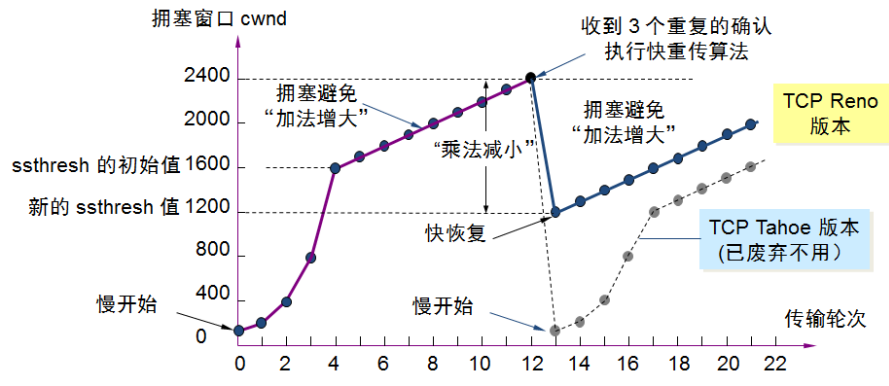 拥塞窗口 cwnd
收到 3 个重复的确认
执行快重传算法
2400
2000
ssthresh 的初始值 1600
新的 ssthresh 值 1200
800
400
0
拥塞避免
“加法增大”
“乘法减小”
拥塞避免
“加法增大”
TCP Reno
版本
快恢复
TCP Tahoe 版本
(已废弃不用）
慢开始
慢开始
传输轮次
0 2 4 6 8 10 12 14 16 18 20 22